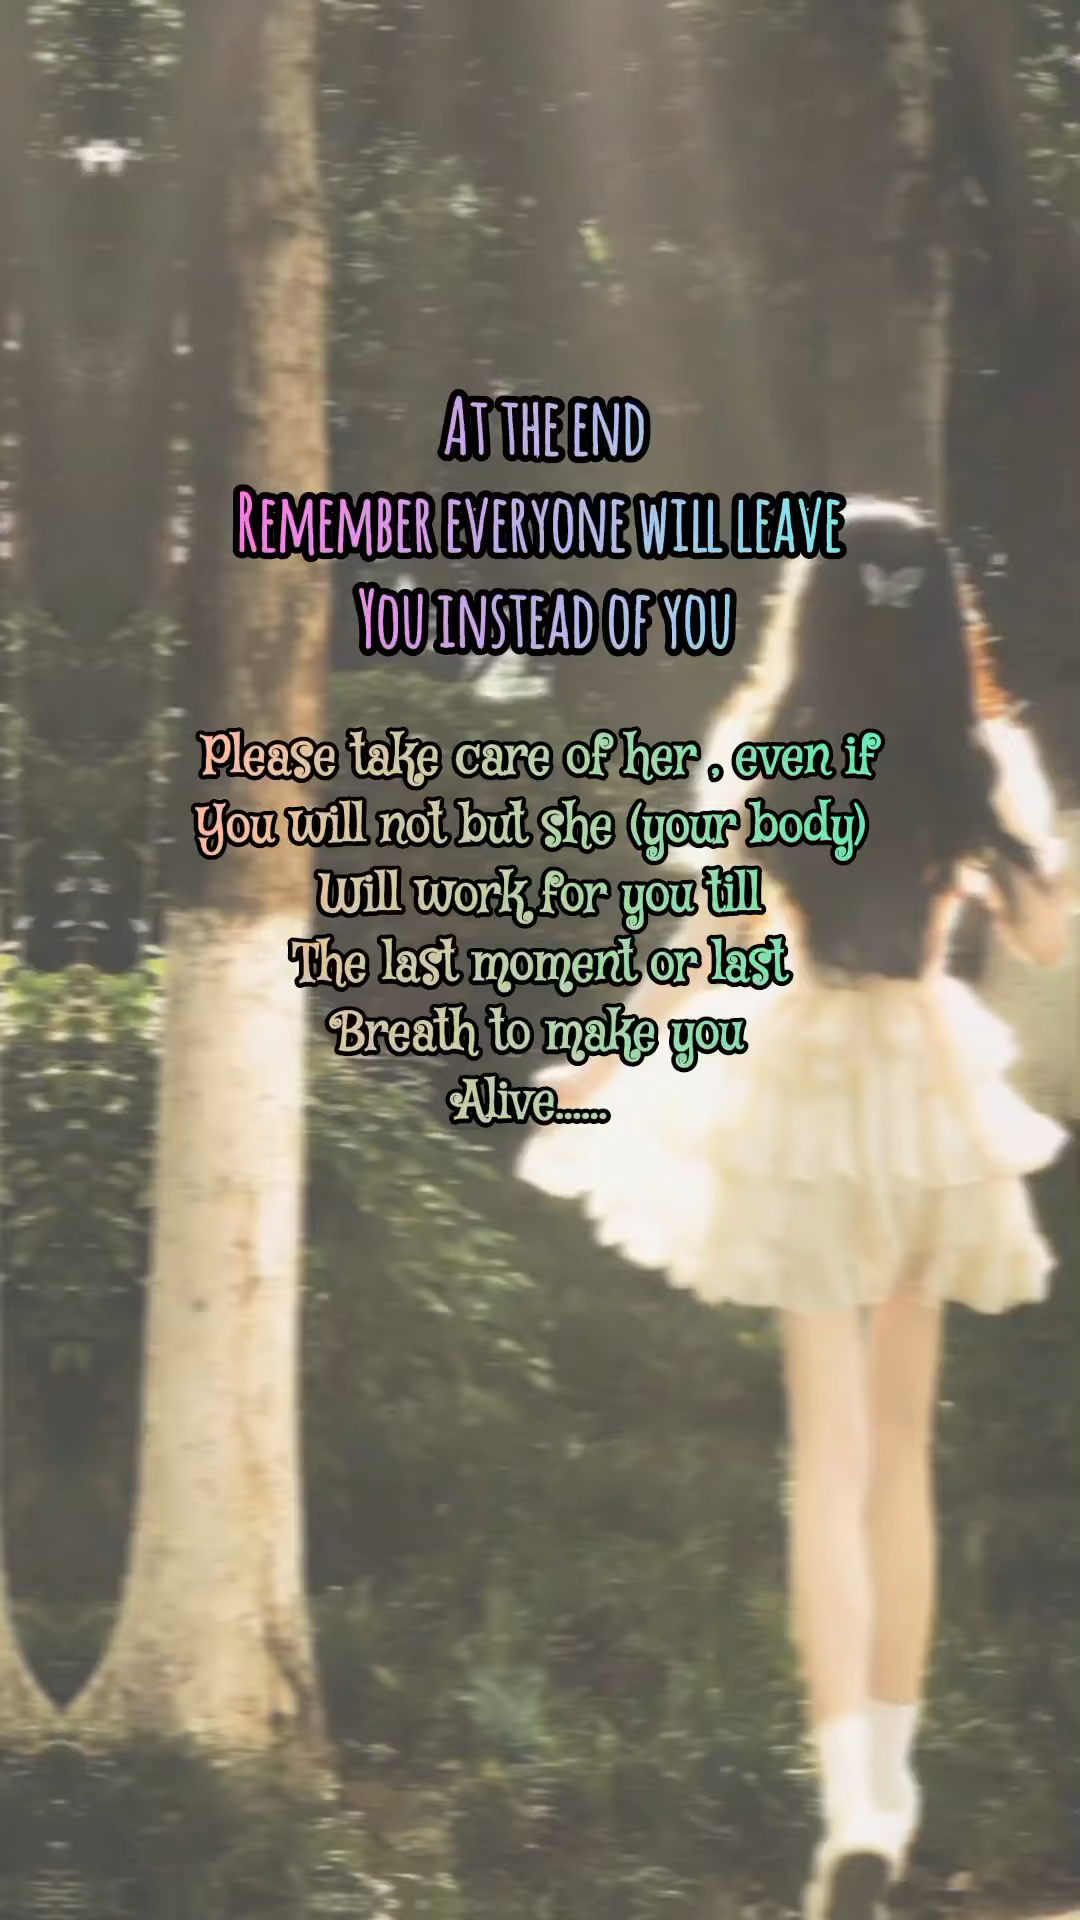 At the end
Remember everyone will leave
You instead of you
Please take care of her , even if
You will not but she (your body)
Will work for you till
The last moment or last
Breath to make you
Alive......